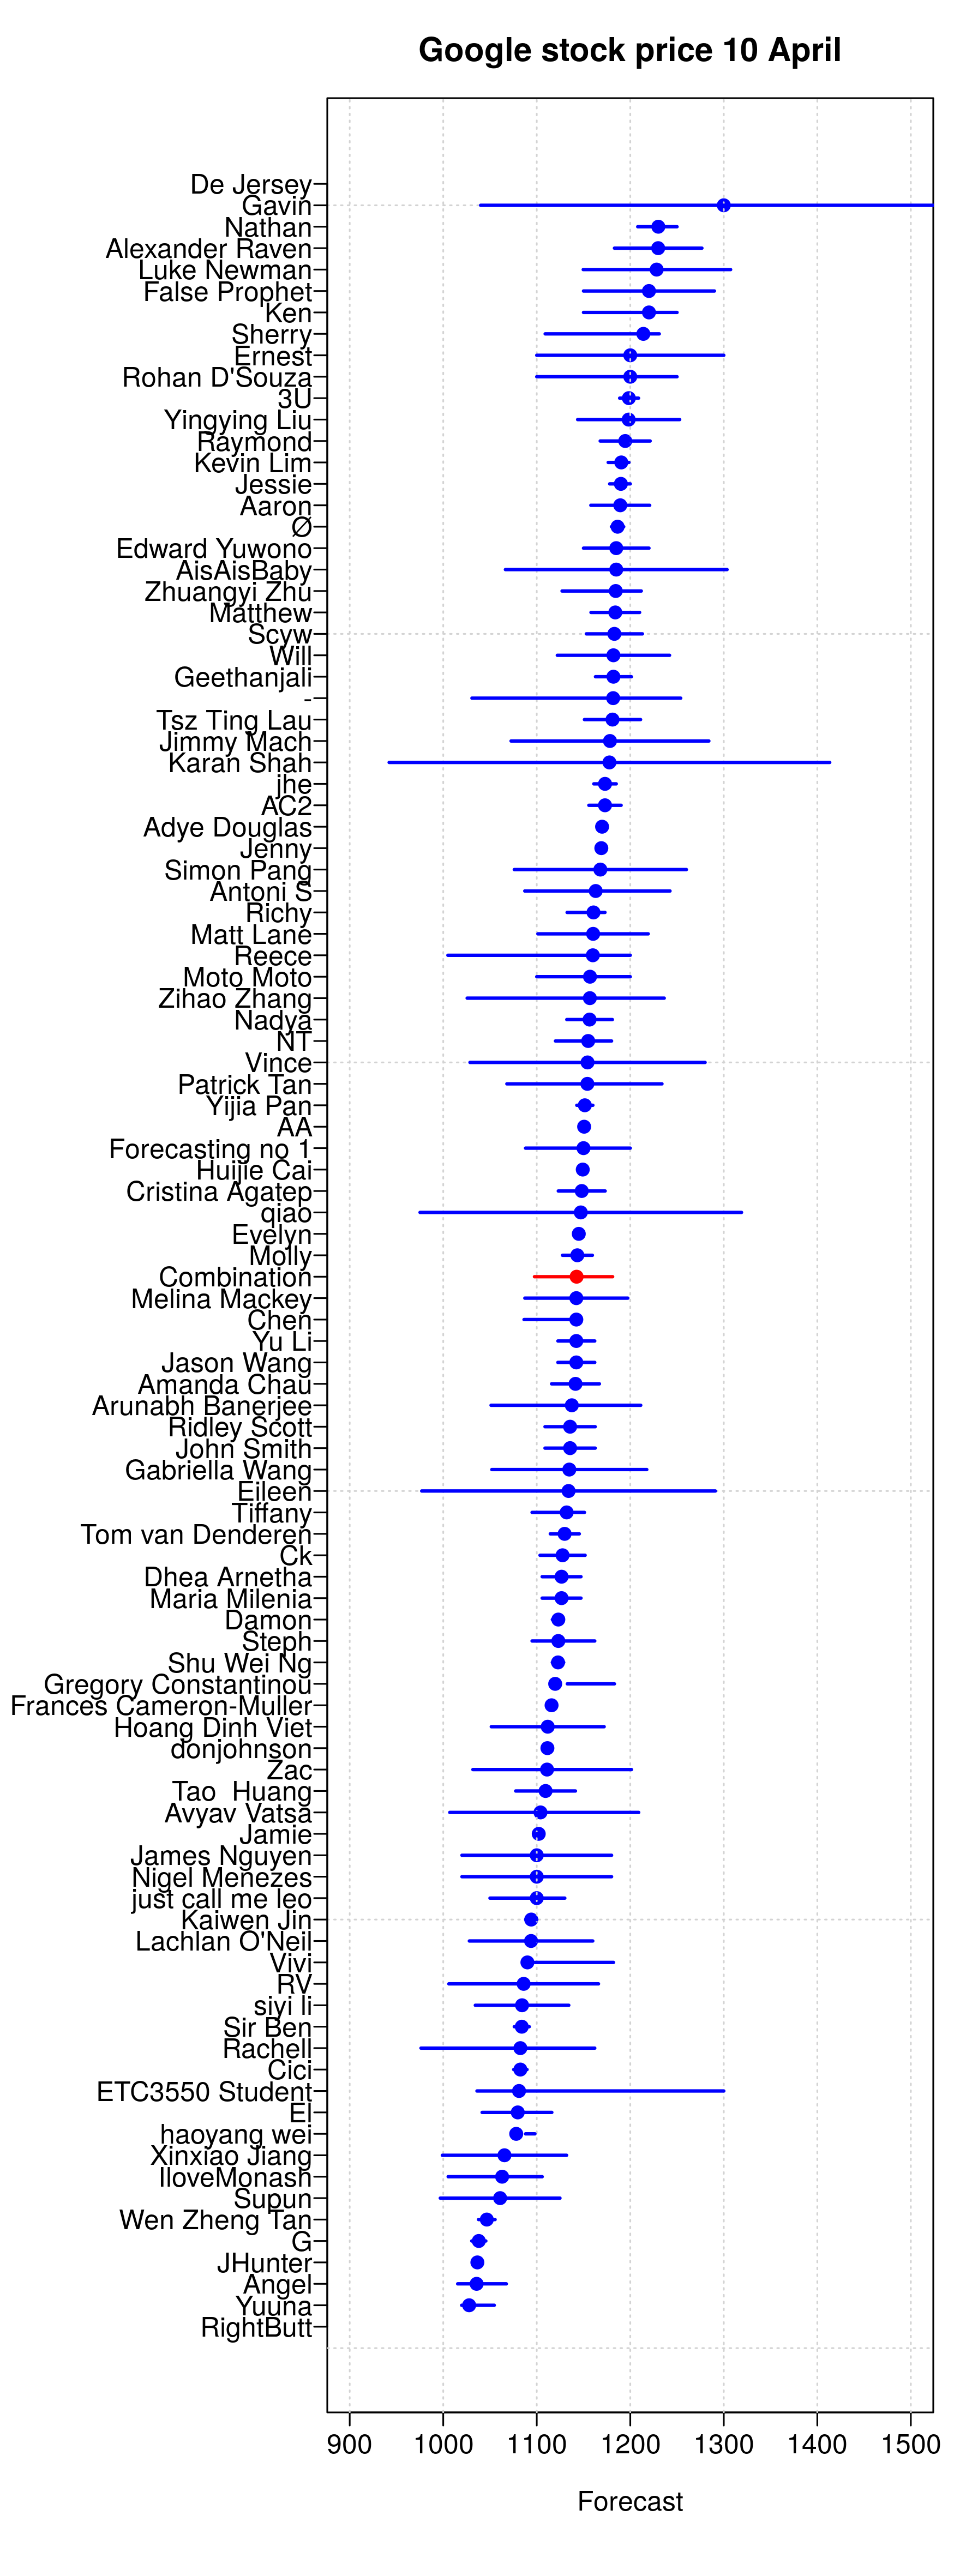 Google stock price 10 April
De Jersey
Gavin
Nathan
Alexander Raven
Luke Newman
False Prophet
Ken
Sherry
Ernest
Rohan D'Souza
3U
Yingying Liu
Raymond
Kevin Lim
Jessie
Aaron
Ø
Edward Yuwono
AisAisBaby
Zhuangyi Zhu
Matthew
Scyw
Will
Geethanjali
-
Tsz Ting Lau
Jimmy Mach
Karan Shah
jhe
AC2
Adye Douglas
Jenny
Simon Pang
Antoni S
Richy
Matt Lane
Reece
Moto Moto
Zihao Zhang
Nadya
NT
Vince
Patrick Tan
Yijia Pan
AA
Forecasting no 1
Huijie Cai
Cristina Agatep
qiao
Evelyn
Molly
Combination
Melina Mackey
Chen
Yu Li
Jason Wang
Amanda Chau
Arunabh Banerjee
Ridley Scott
John Smith
Gabriella Wang
Eileen
Tiffany
Tom van Denderen
Ck
Dhea Arnetha
Maria Milenia
Damon
Steph
Shu Wei Ng
Gregory Constantinou
Frances Cameron-Muller
Hoang Dinh Viet
donjohnson
Zac
Tao  Huang
Avyav Vatsa
Jamie
James Nguyen
Nigel Menezes
just call me leo
Kaiwen Jin
Lachlan O'Neil
Vivi
RV
siyi li
Sir Ben
Rachell
Cici
ETC3550 Student
El
haoyang wei
Xinxiao Jiang
IloveMonash
Supun
Wen Zheng Tan
G
JHunter
Angel
Yuuna
RightButt
900 1000 1100 1200 1300 1400 1500
Forecast